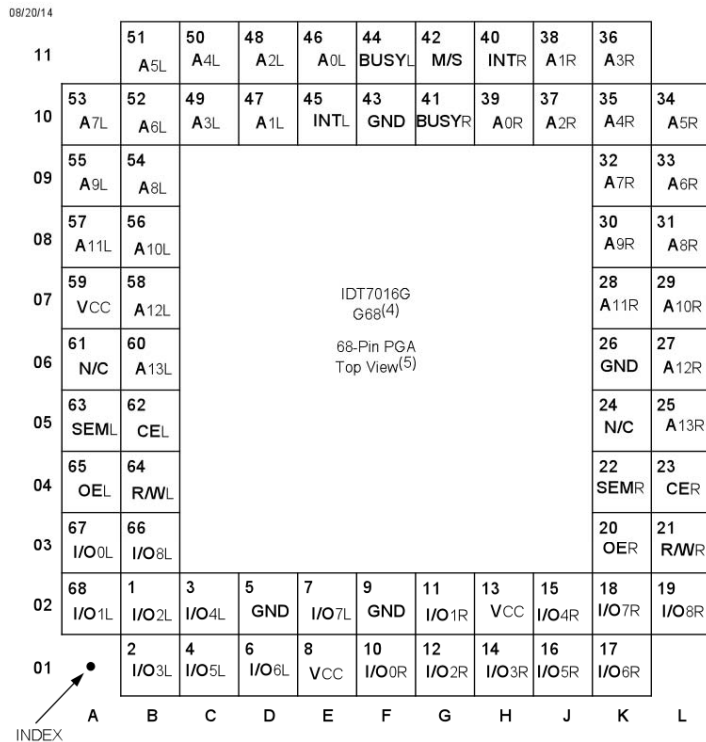 08/20/14
11 51 A5L 50 A4L 48 A2L 46 A0L 44 BUSYL 42 M/S 40 INTR 38 A1R 36 A3R
10 53 A7L 52 A6L 49 A3L 47 A1L 45 INTL 43 GND 41 BUSYR 39 A0R 37 A2R 35 A4R 34 A5R
09 55 A9L 54 A8L 32 A7R 33 A6R
08 57 A11L 56 A10L 30 A9R 31 A8R
07 59 VCC 58 A12L 28 A11R 29 A10R
IDT7016G
G68(4)
68-Pin PGA
Top View(5)
06 61 N/C 60 A13L 26 GND 27 A12R
05 63 SEML 62 CEL 24 N/C 25 A13R
04 65 OEL 64 R/WL 22 SEMR 23 CER
03 67 I/O0L 66 I/O8L 20 OER 21 R/WR
02 68 I/O1L 1 I/O2L 3 I/O4L 5 GND 7 I/O7L 9 GND 11 I/O1R 13 VCC 15 I/O4R 18 I/O7R 19 I/O8R
01 2 I/O3L 4 I/O5L 6 I/O6L 8 VCC 10 I/O0R 12 I/O2R 14 I/O3R 16 I/O5R 17 I/O6R
A B C D E F G H J K L
INDEX